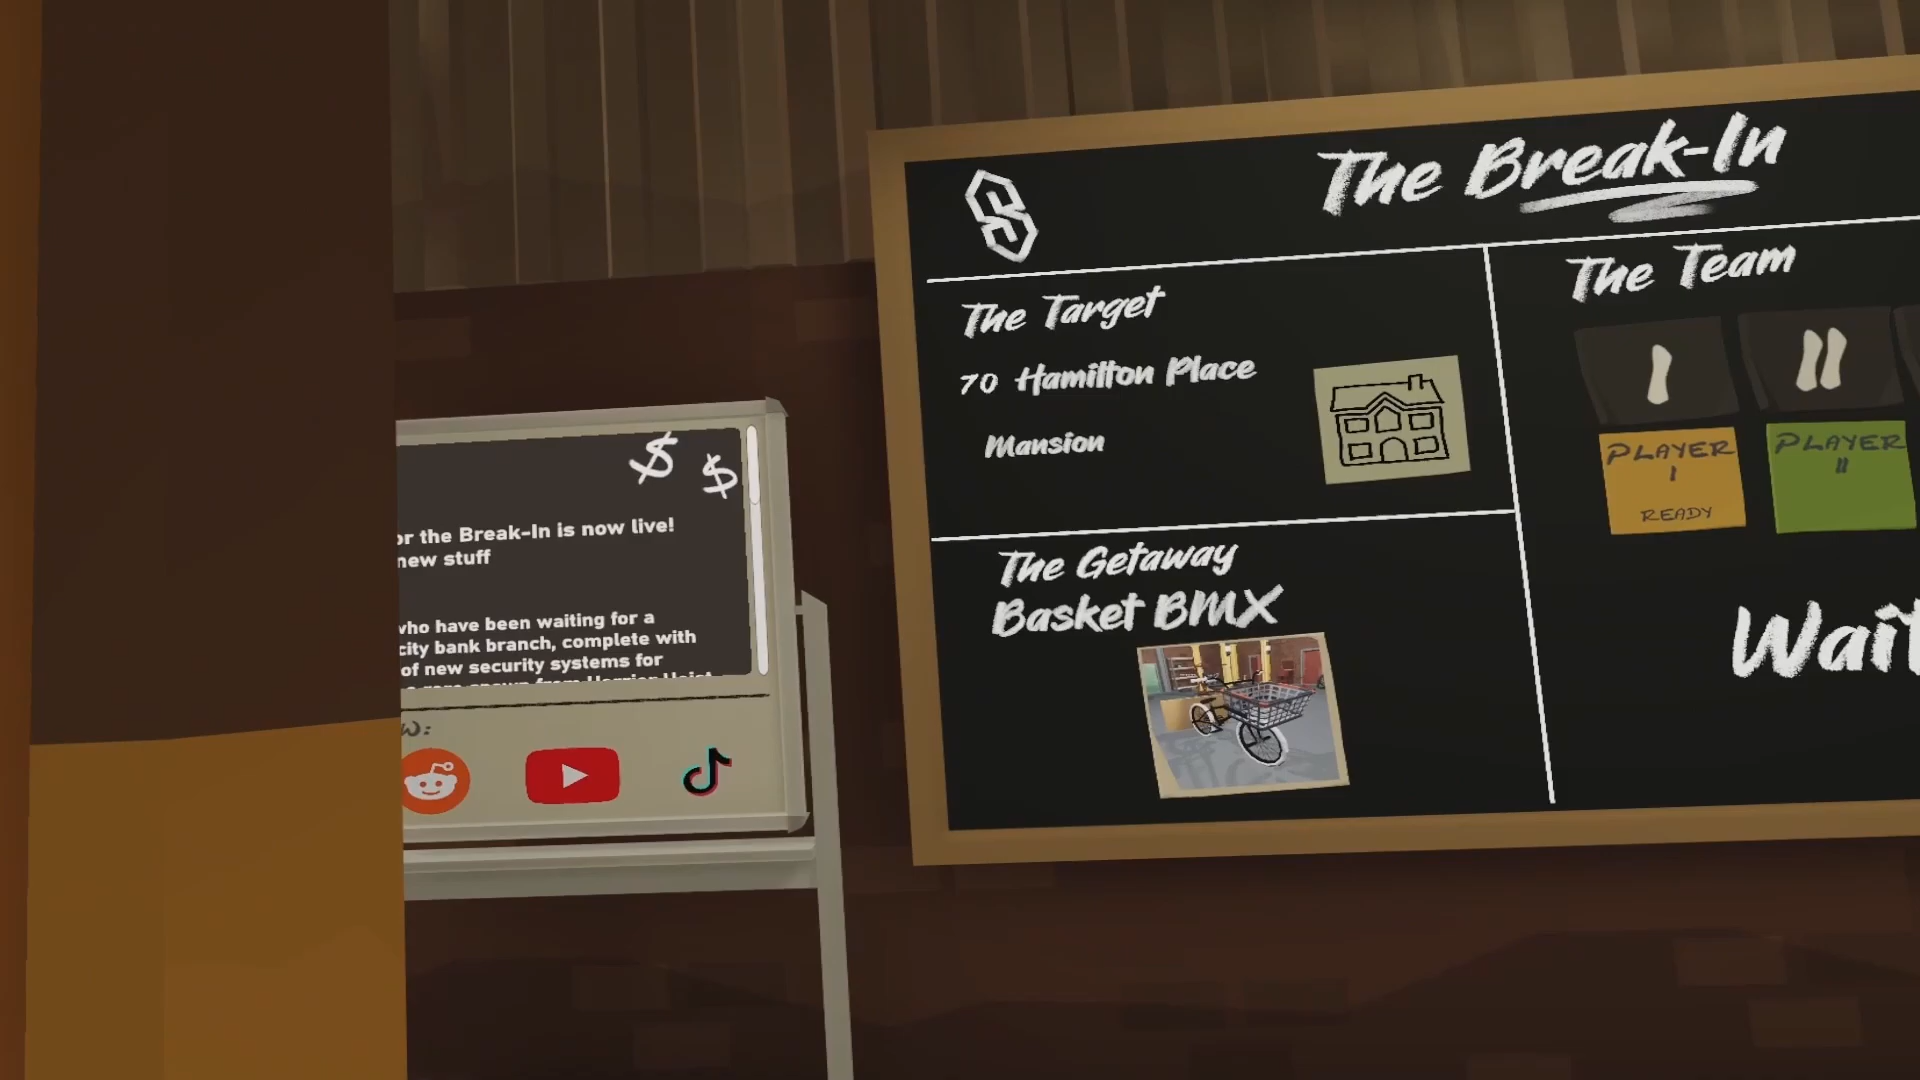 $ $
or the Break-In is now live!
new stuff
who have been waiting for a
city bank branch, complete with
of new security systems for
W:
The Break-In
The Target
70 Hamilton Place
Mansion
The Getaway
Basket BMX
The Team
I II
PLAYER I READY
PLAYER II
Wait